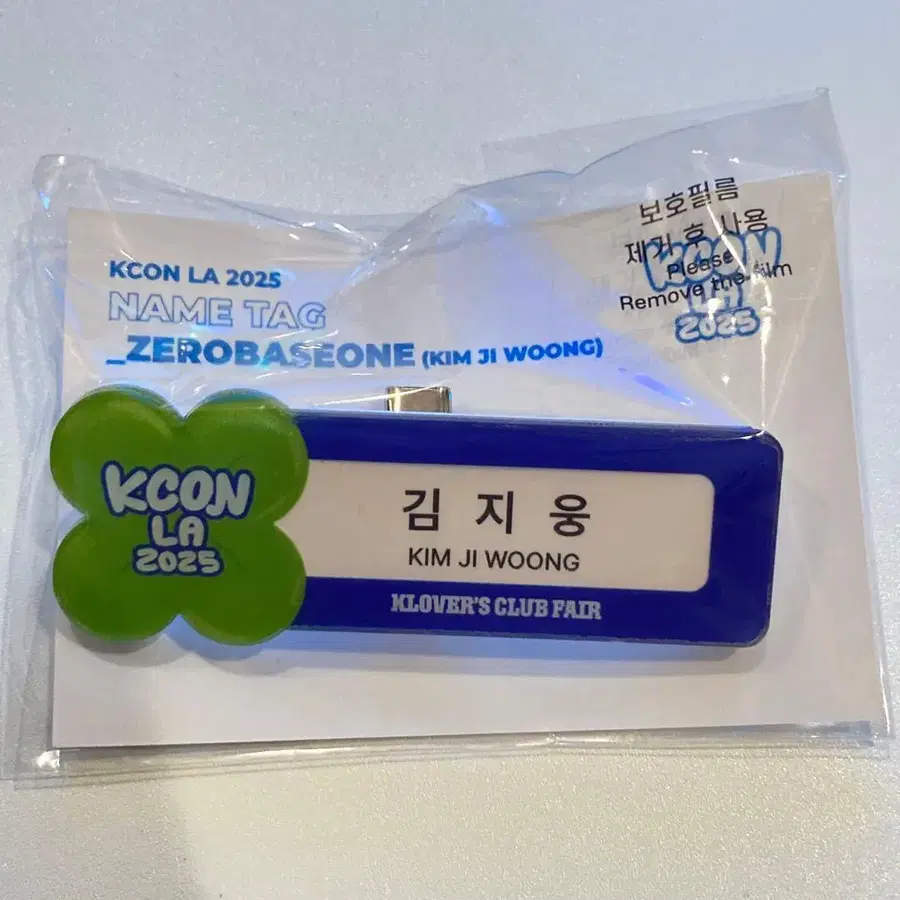 보호필름
제거 후 사용
Please
Remove the film
KCON
LA
2025
KCON LA 2025
NAME TAG
_ZEROBASEONE (KIM JI WOONG)
KCON
LA
2025
김 지 웅
KIM JI WOONG
KLOVER'S CLUB FAIR